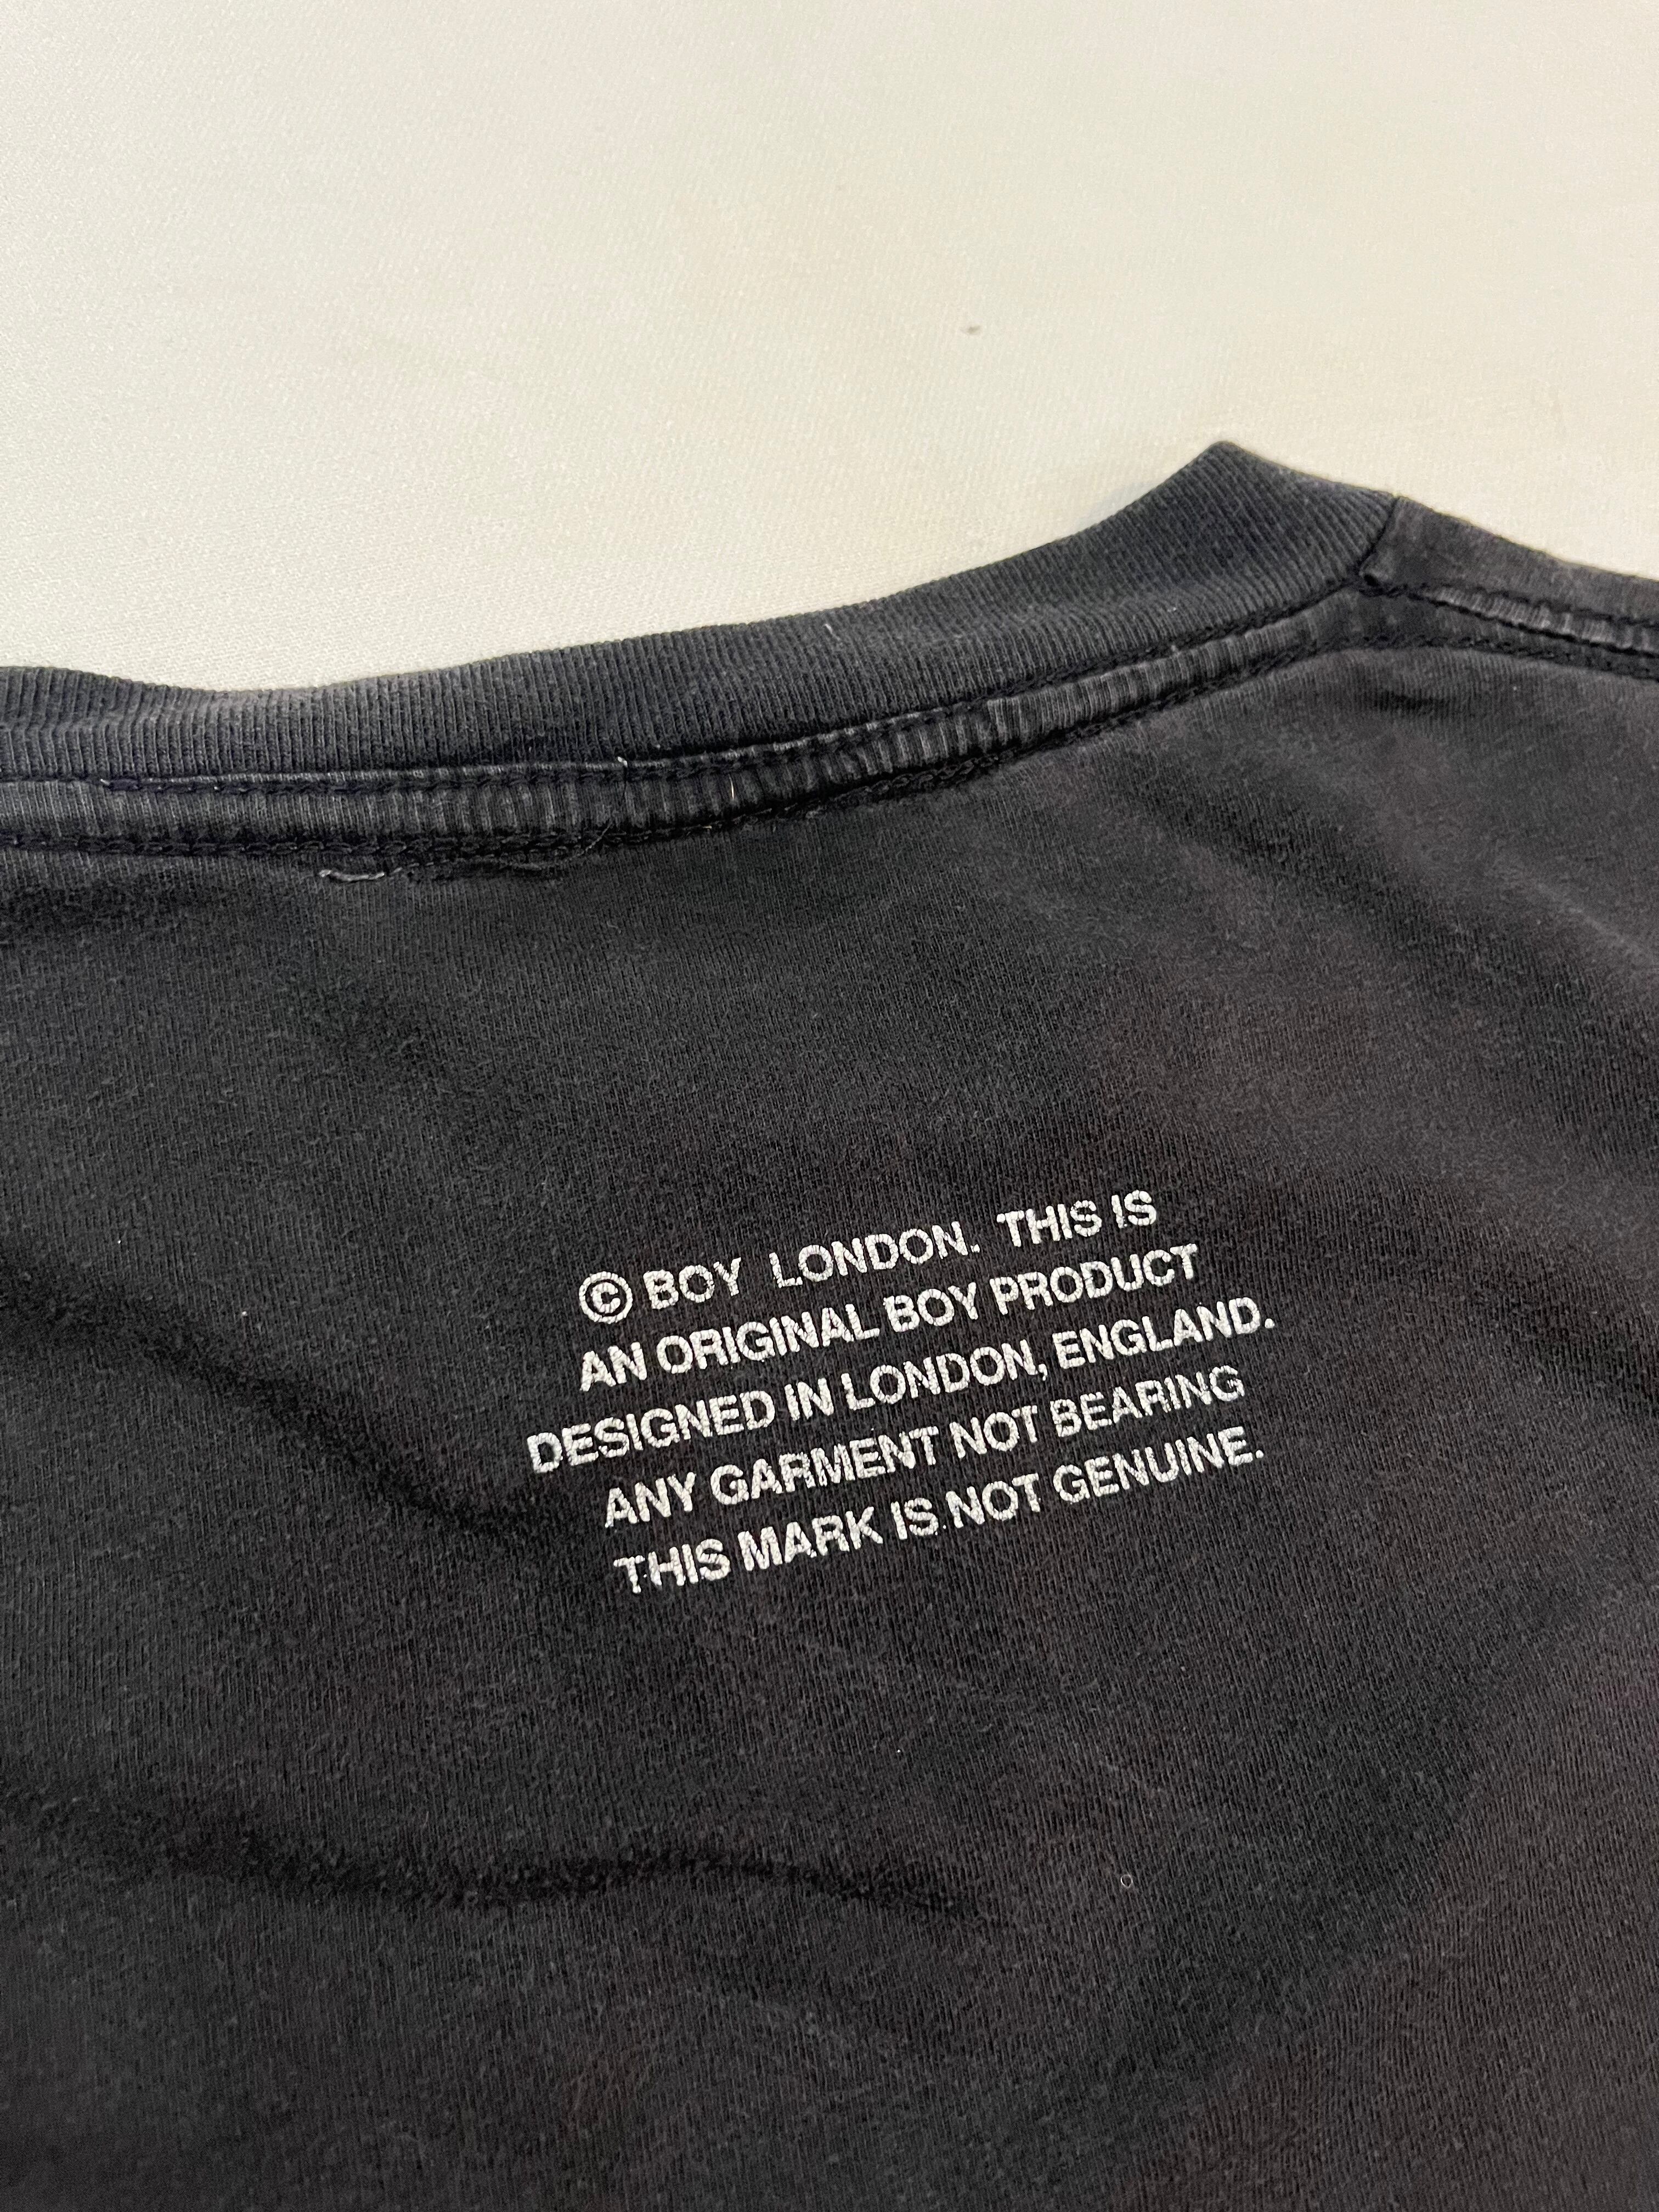 © BOY LONDON. THIS IS
AN ORIGINAL BOY PRODUCT
DESIGNED IN LONDON, ENGLAND.
ANY GARMENT NOT BEARING
THIS MARK IS NOT GENUINE.